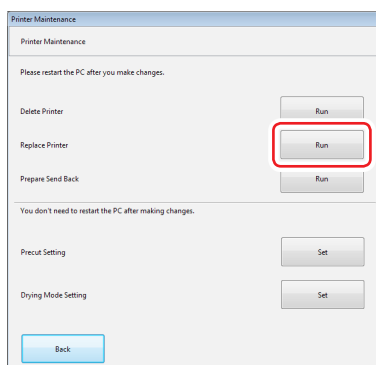 Printer Maintenance
Printer Maintenance
Please restart the PC after you make changes.
Delete Printer Run
Replace Printer Run
Prepare Send Back Run
You don't need to restart the PC after making changes.
Precut Setting Set
Drying Mode Setting Set
Back